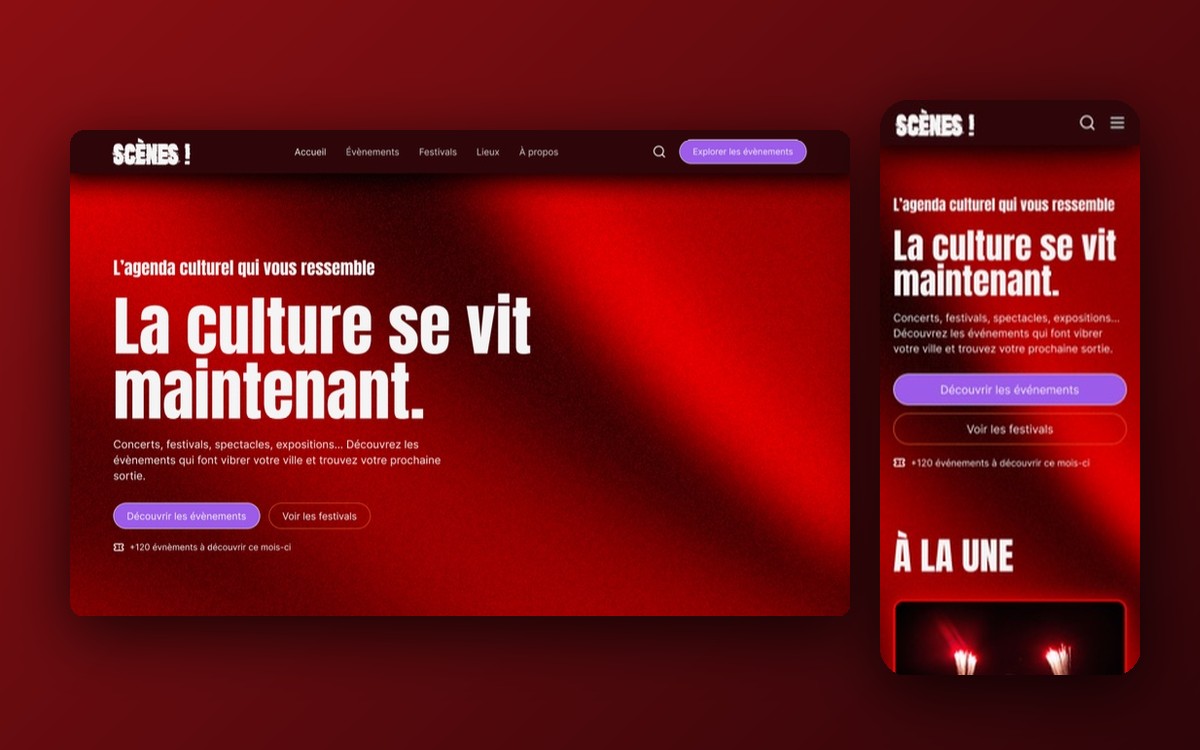 SCÈNES !
Accueil
Évènements
Festivals
Lieux
À propos
Explorer les évènements
L'agenda culturel qui vous ressemble
La culture se vit
maintenant.
Concerts, festivals, spectacles, expositions... Découvrez les
évènements qui font vibrer votre ville et trouvez votre prochaine
sortie.
Découvrir les évènements
Voir les festivals
+120 évnèments à découvrir ce mois-ci
SCÈNES !
L'agenda culturel qui vous ressemble
La culture se vit
maintenant.
Concerts, festivals, spectacles, expositions...
Découvrez les événements qui font vibrer
votre ville et trouvez votre prochaine sortie.
Découvrir les événements
Voir les festivals
+120 événements à découvrir ce mois-ci
À LA UNE